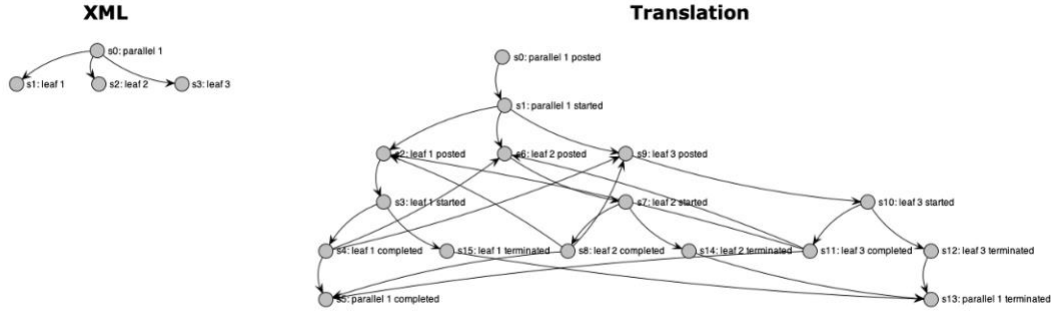 XML
Translation
s0: parallel 1
s1: leaf 1
s2: leaf 2
s3: leaf 3
s0: parallel 1 posted
s1: parallel 1 started
s2: leaf 1 posted
s6: leaf 2 posted
s9: leaf 3 posted
s3: leaf 1 started
s7: leaf 2 started
s10: leaf 3 started
s4: leaf 1 completed
s15: leaf 1 terminated
s8: leaf 2 completed
s14: leaf 2 terminated
s11: leaf 3 completed
s12: leaf 3 terminated
s5: parallel 1 completed
s13: parallel 1 terminated